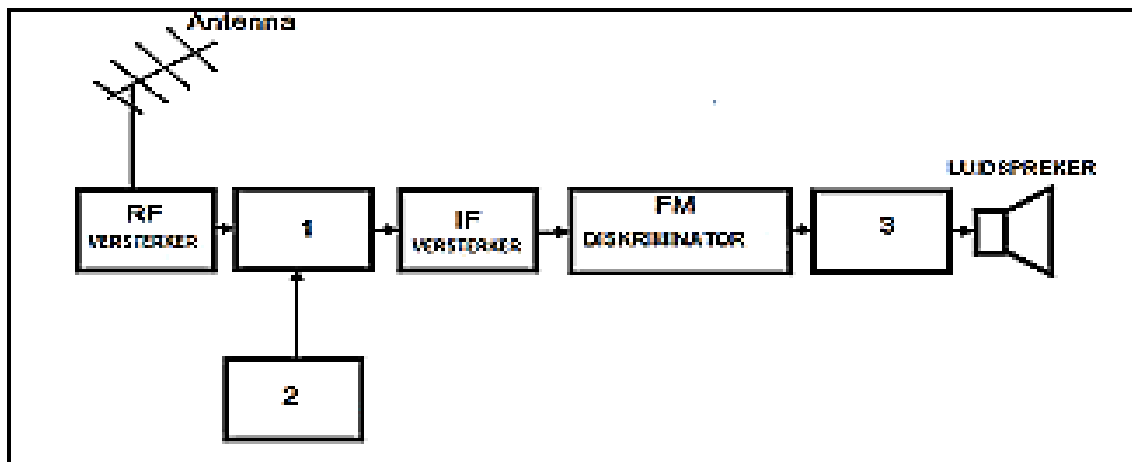 Antenna
LUIDSPREKER
RF
VERSTERKER
1
IF
VERSTERKER
FM
DISKRIMINATOR
3
2